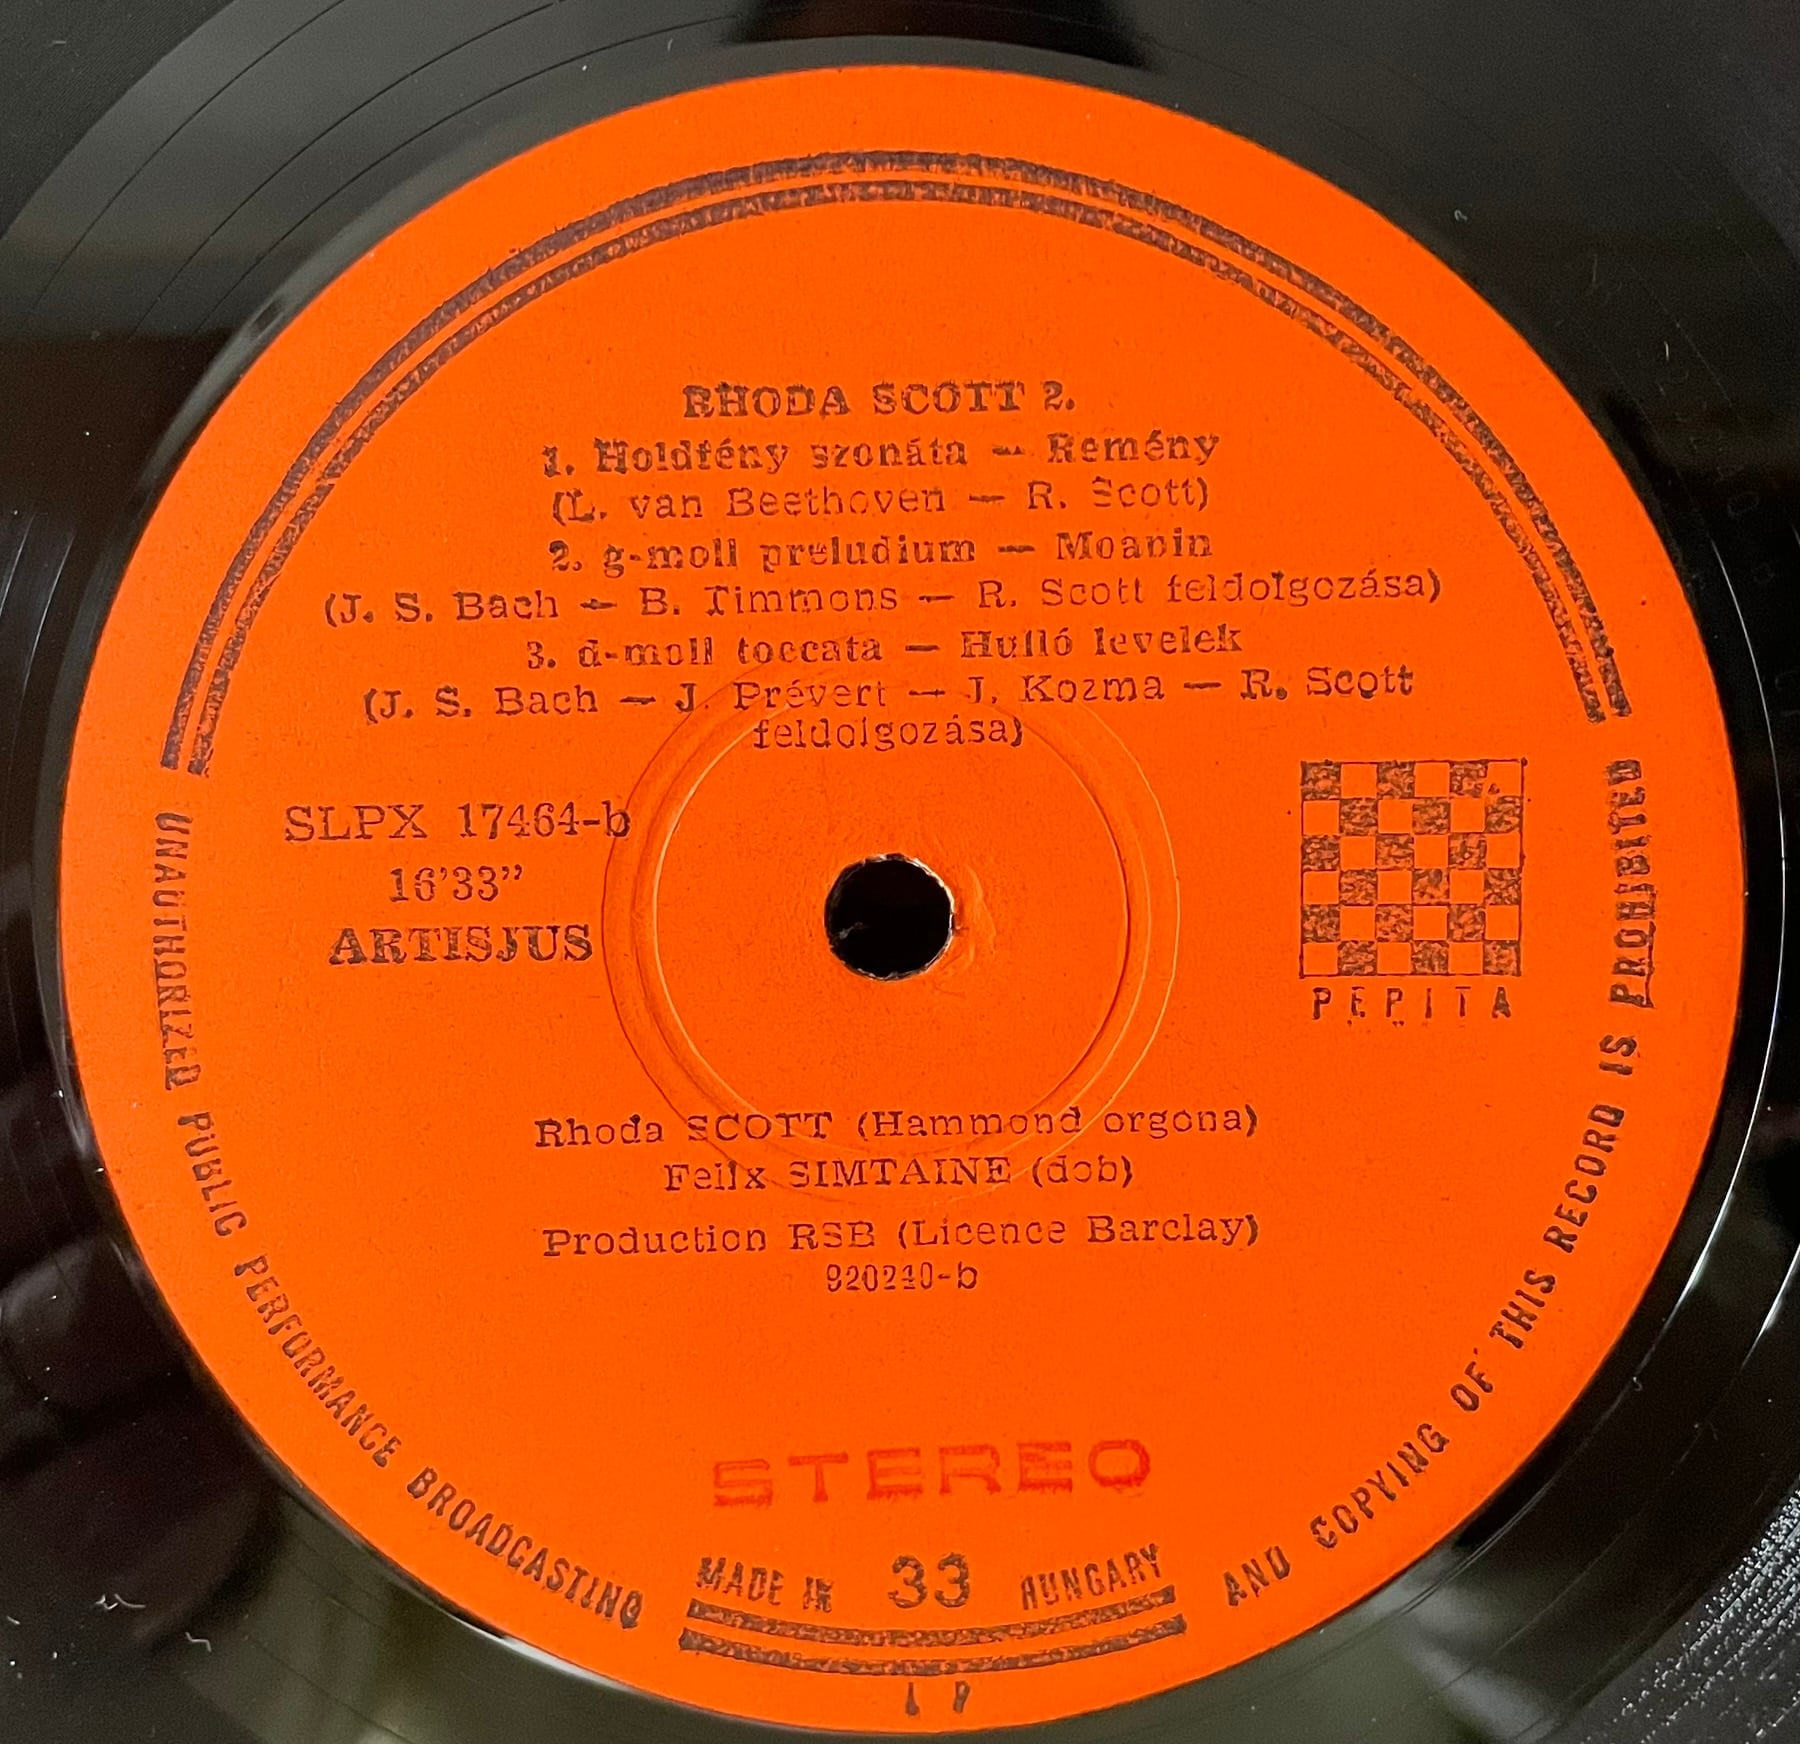 RHODA SCOTT 2.
1. Holdfény szonáta — Remény
(L. van Beethoven — R. Scott)
2. g-moll preludium — Moanin
(J. S. Bach — B. Timmons — R. Scott feldolgozása)
3. d-moll toccata — Hulló levelek
(J. S. Bach — J. Prévert — J. Kozma — R. Scott
feldolgozása)
SLPX 17464-b
16'33"
ARTISJUS
PEPITA
Rhoda SCOTT (Hammond orgona)
Felix SIMTAINE (dob)
Production RSB (Licence Barclay)
920240-b
STEREO
MADE IN 33 HUNGARY
UNAUTHORIZED PUBLIC PERFORMANCE BROADCASTING AND COPYING OF THIS RECORD IS PROHIBITED